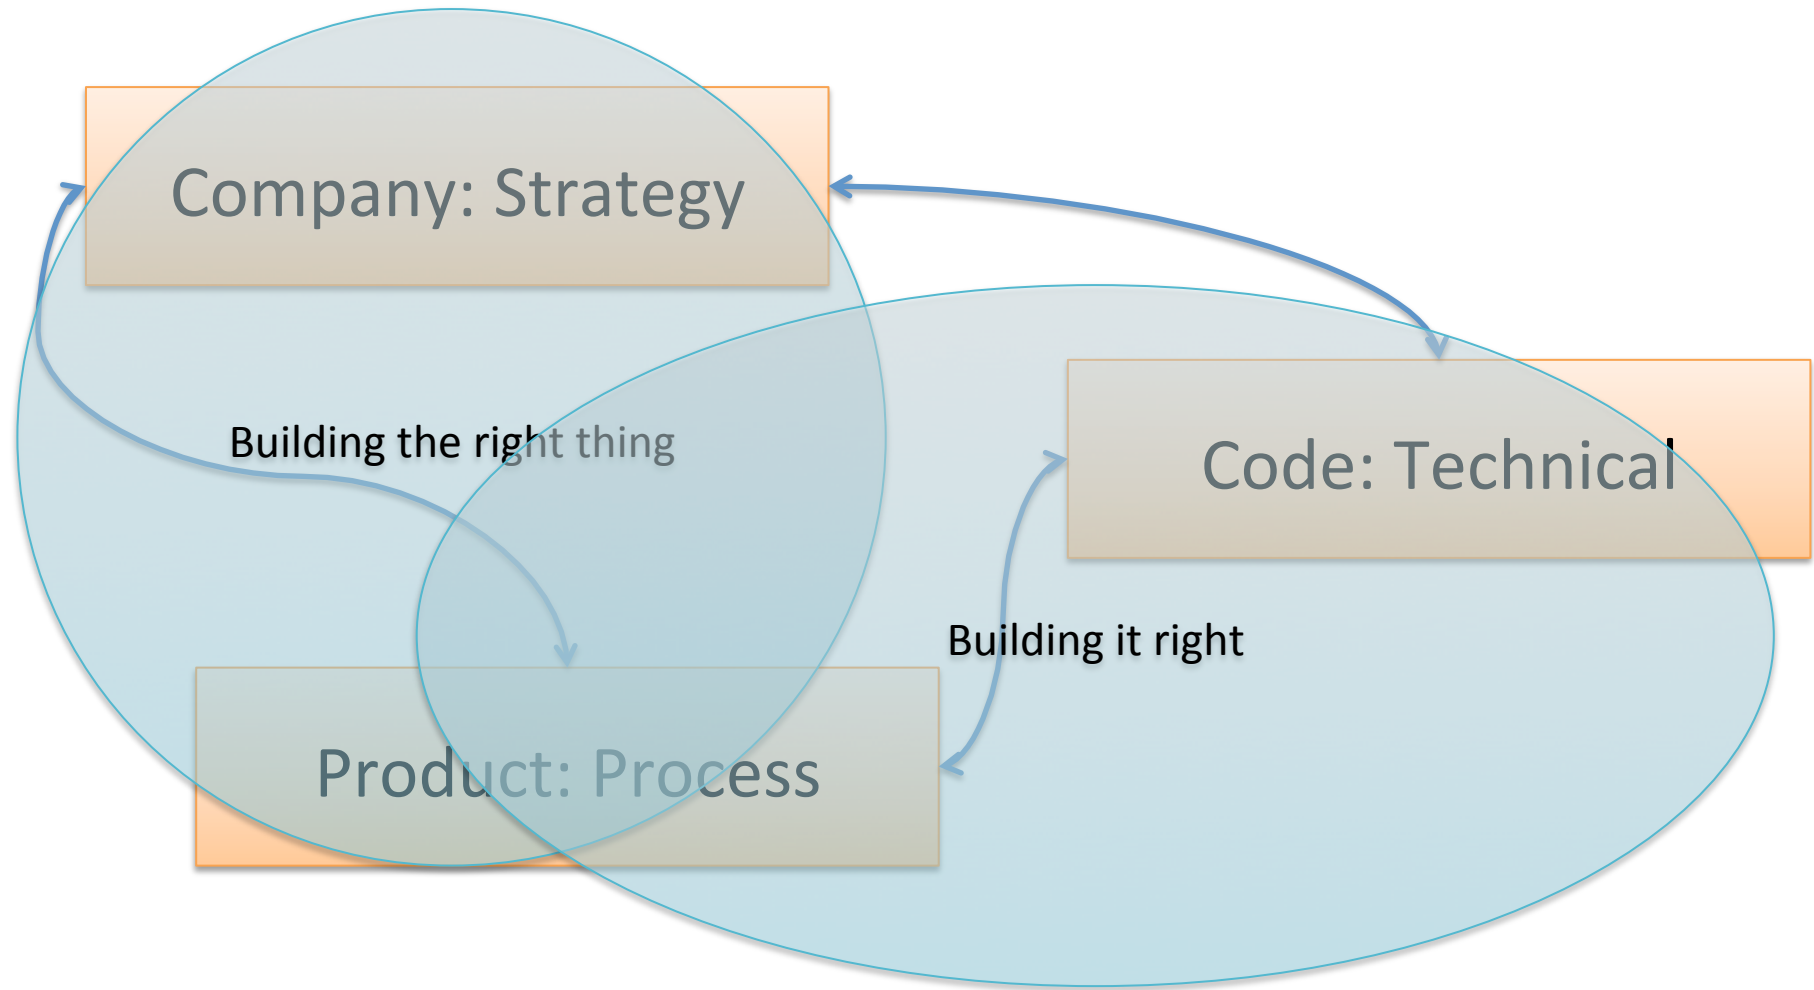 Company: Strategy
Building the right thing
Code: Technical
Building it right
Product: Process